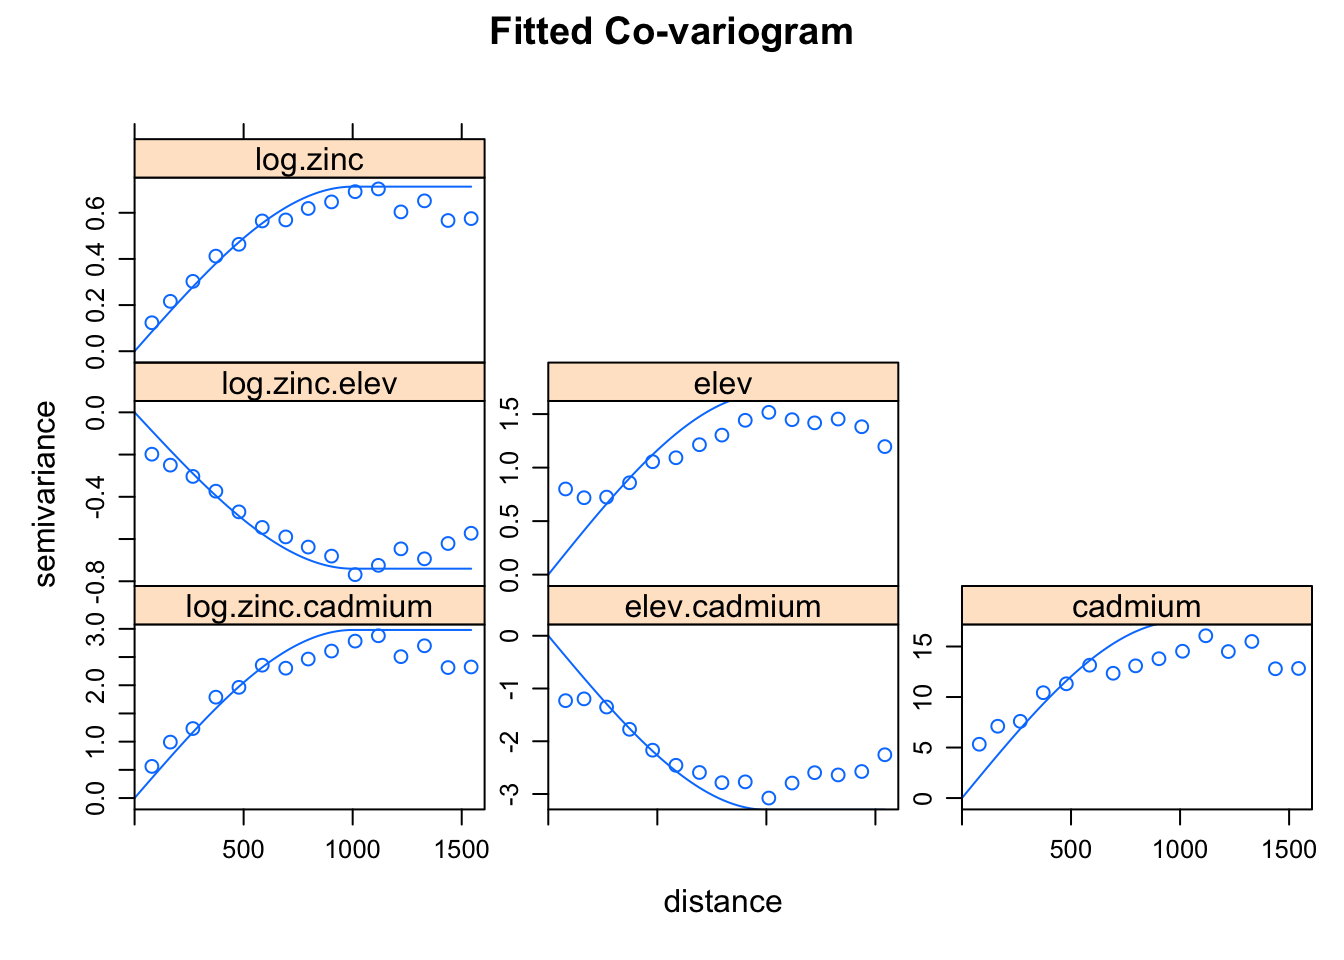 Fitted Co-variogram
log.zinc
0.0 0.2 0.4 0.6
log.zinc.elev
-0.8 -0.4 0.0
elev
0.0 0.5 1.0 1.5
log.zinc.cadmium
0.0 1.0 2.0 3.0
elev.cadmium
-3 -2 -1 0
cadmium
0 5 10 15
semivariance
500 1000 1500
500 1000 1500
distance